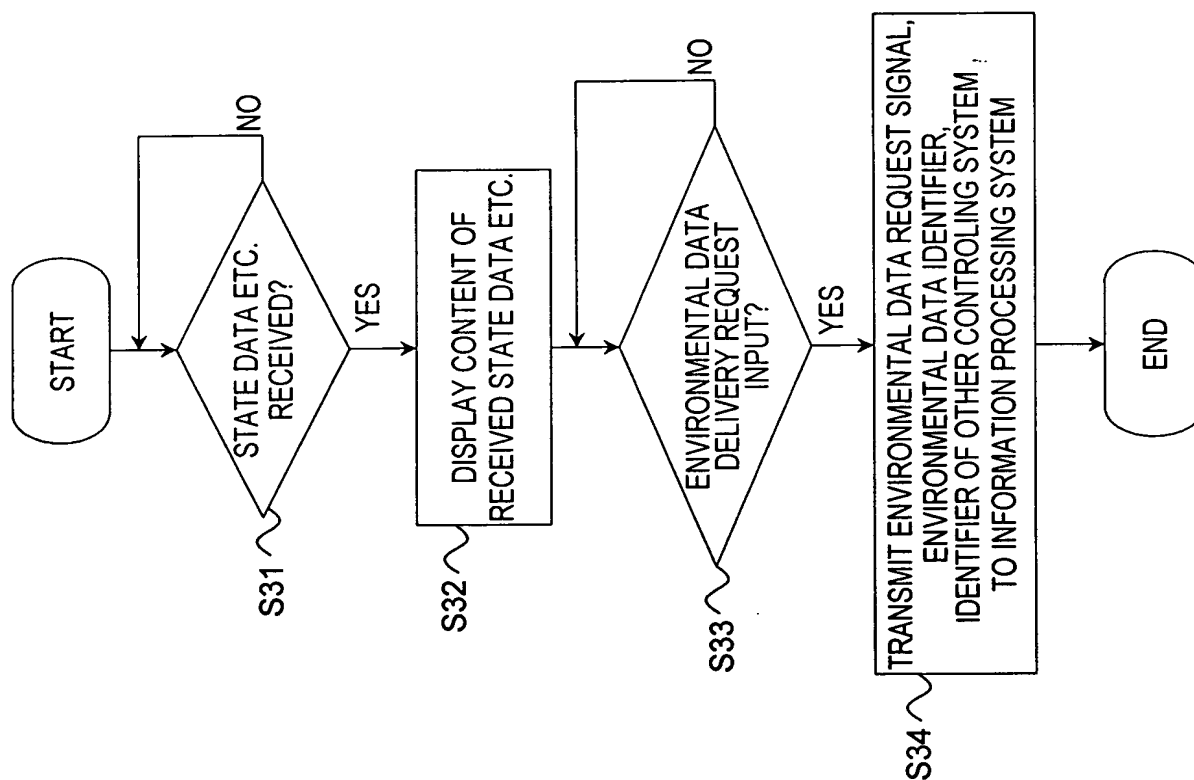 START
STATE DATA ETC.
RECEIVED?
NO
YES
S31
DISPLAY CONTENT OF
RECEIVED STATE DATA ETC.
S32
ENVIRONMENTAL DATA
DELIVERY REQUEST
INPUT?
NO
YES
S33
TRANSMIT ENVIRONMENTAL DATA REQUEST SIGNAL,
ENVIRONMENTAL DATA IDENTIFIER,
IDENTIFIER OF OTHER CONTROLING SYSTEM,
TO INFORMATION PROCESSING SYSTEM
S34
END